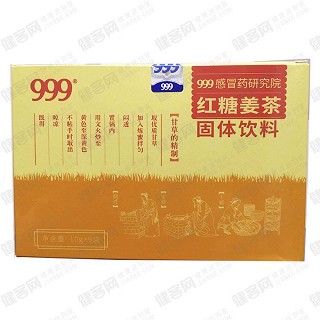 999®
999
999感冒药研究院
红糖姜茶
固体饮料
【甘草的精制】
取优质甘草
加入炼蜜拌匀
闷透
置锅内
用文火炒至
黄色至深黄色
不粘手时取出
晾凉
既得
10g×9袋
健客网